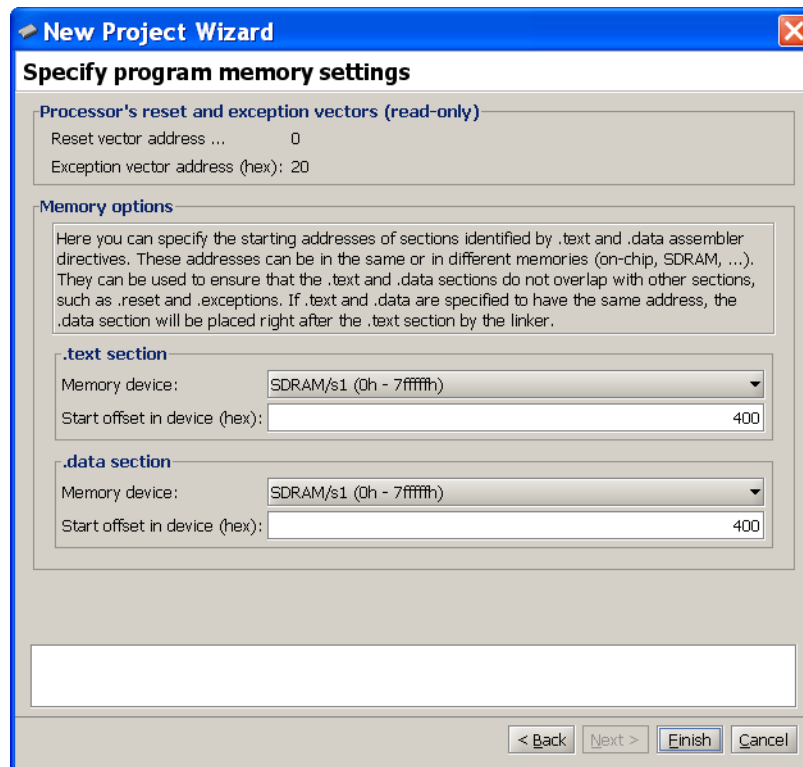 New Project Wizard
Specify program memory settings
Processor's reset and exception vectors (read-only)
Reset vector address ... 0
Exception vector address (hex): 20
Memory options
Here you can specify the starting addresses of sections identified by .text and .data assembler
directives. These addresses can be in the same or in different memories (on-chip, SDRAM, ...).
They can be used to ensure that the .text and .data sections do not overlap with other sections,
such as .reset and .exceptions. If .text and .data are specified to have the same address, the
.data section will be placed right after the .text section by the linker.
.text section
Memory device: SDRAM/s1 (0h - 7fffffh)
Start offset in device (hex): 400
.data section
Memory device: SDRAM/s1 (0h - 7fffffh)
Start offset in device (hex): 400
< Back Next > Finish Cancel